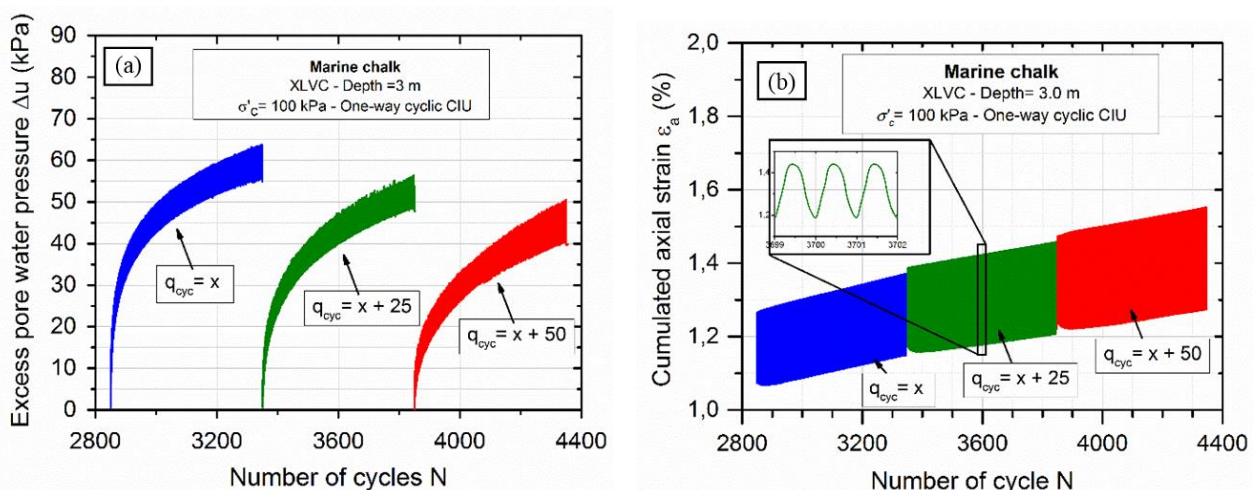 Excess pore water pressure Δu (kPa)
90
80
70
60
50
40
30
20
10
0
(a)
Marine chalk
XLVC - Depth =3 m
σ'c= 100 kPa - One-way cyclic CIU
qcyc= x
qcyc= x + 25
qcyc= x + 50
2800 3200 3600 4000 4400
Number of cycles N
Cumulated axial strain εa (%)
2,0
1,8
1,6
1,4
1,2
1,0
(b)
Marine chalk
XLVC - Depth= 3.0 m
σ'c= 100 kPa - One-way cyclic CIU
1,4
1,2
3699 3700 3701 3702
qcyc= x
qcyc= x + 25
qcyc= x + 50
2800 3200 3600 4000 4400
Number of cycle N